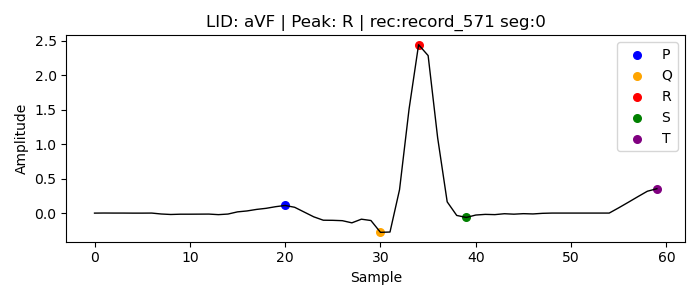 LID: aVF | Peak: R | rec:record_571 seg:0
2.5
2.0
1.5
1.0
0.5
0.0
Amplitude
0 10 20 30 40 50 60
Sample
P
Q
R
S
T